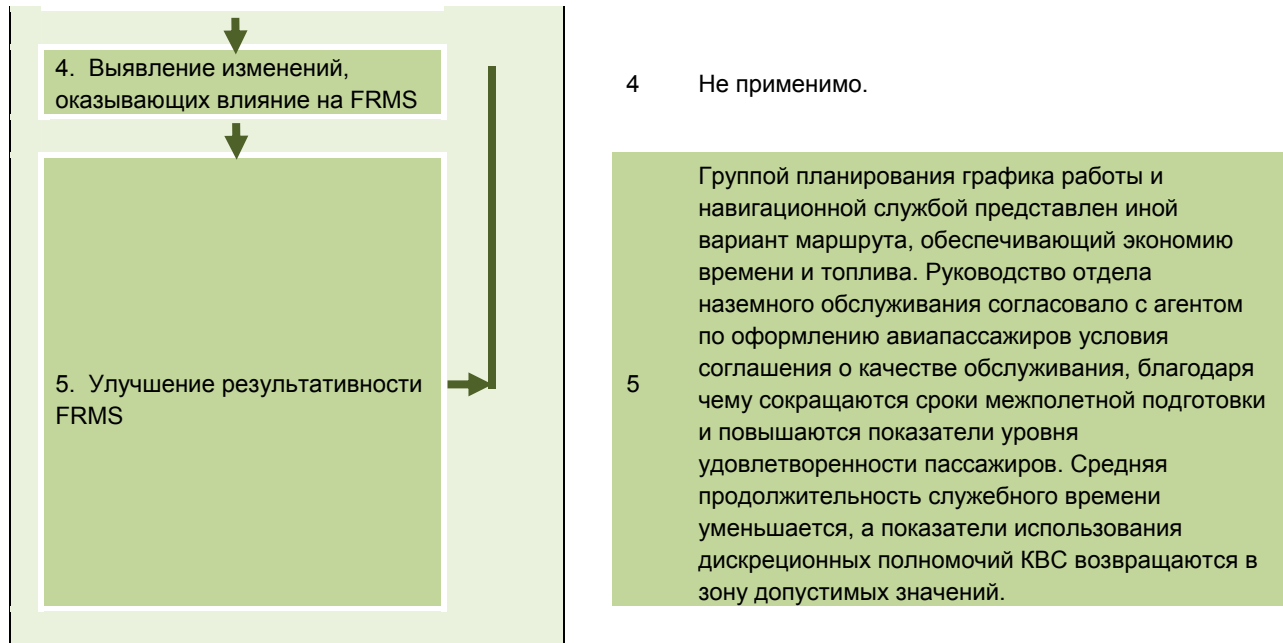 4. Выявление изменений,
оказывающих влияние на FRMS
4 Не применимо.
5. Улучшение результативности
FRMS
5
Группой планирования графика работы и
навигационной службой представлен иной
вариант маршрута, обеспечивающий экономию
времени и топлива. Руководство отдела
наземного обслуживания согласовало с агентом
по оформлению авиапассажиров условия
соглашения о качестве обслуживания, благодаря
чему сокращаются сроки межполетной подготовки
и повышаются показатели уровня
удовлетворенности пассажиров. Средняя
продолжительность служебного времени
уменьшается, а показатели использования
дискреционных полномочий КВС возвращаются в
зону допустимых значений.